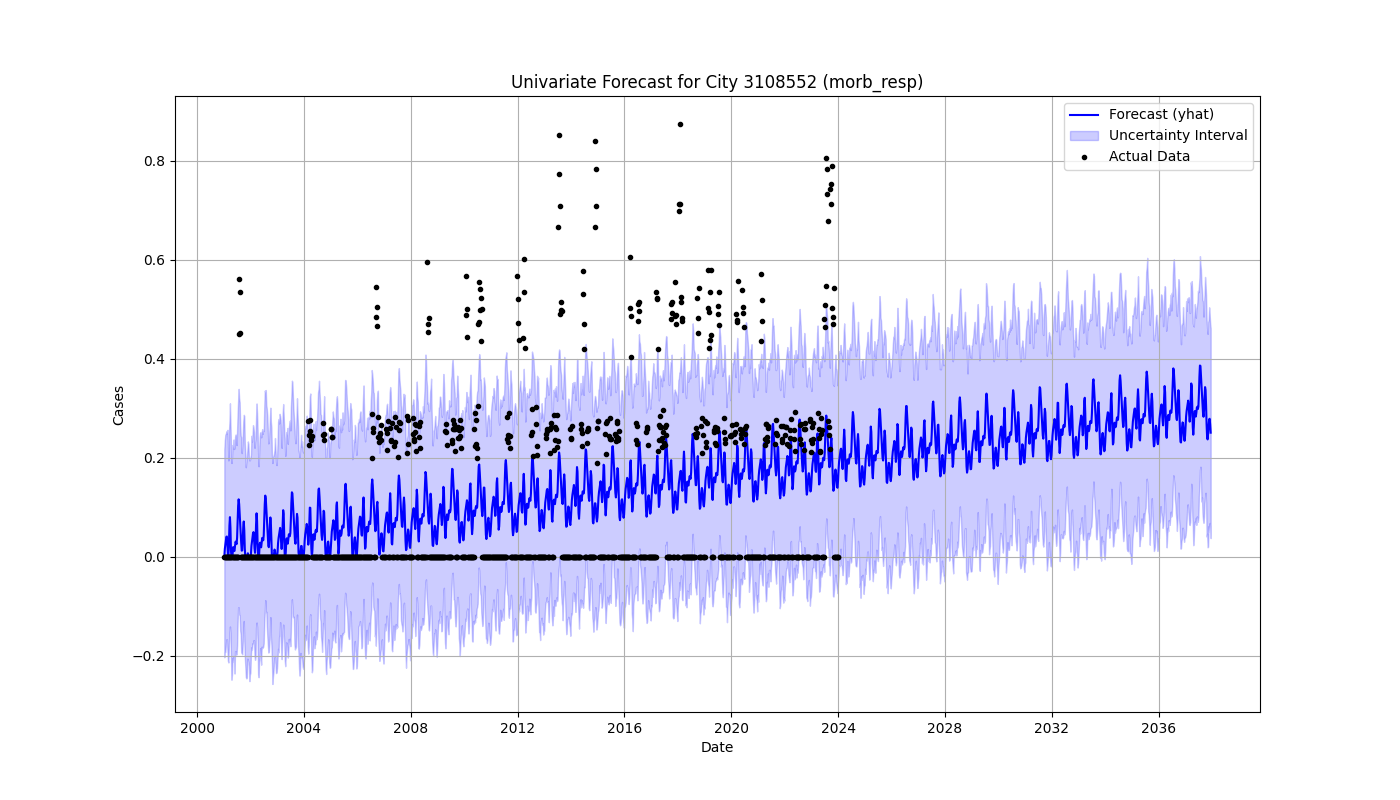 Univariate Forecast for City 3108552 (morb_resp)
Forecast (yhat)
Uncertainty Interval
Actual Data
Cases
0.8
0.6
0.4
0.2
0.0
−0.2
2000 2004 2008 2012 2016 2020 2024 2028 2032 2036
Date